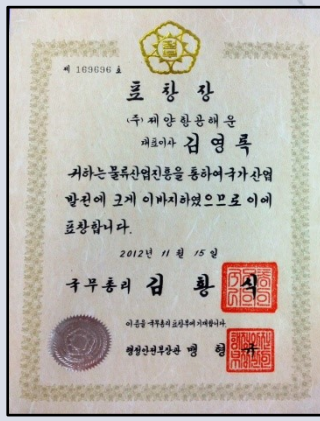 제 169696 호
표 창 장
(주) 제양항공해운
대표이사 김영록
귀하는 물류산업진흥을 통하여 국가산업
발전에 크게 이바지하였으므로 이에
표창합니다.
2012년 11월 15일
국무총리 김 황 식
이 증을 국무총리 표창부에 기재합니다.
행정안전부장관 맹 형 규